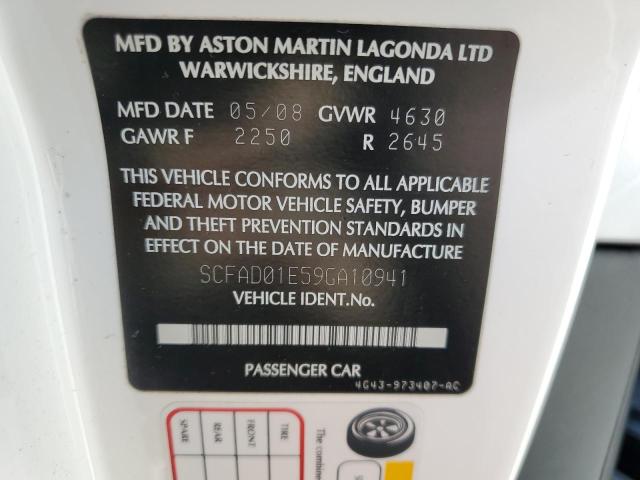 MFD BY ASTON MARTIN LAGONDA LTD
WARWICKSHIRE, ENGLAND
MFD DATE 05/08 GVWR 4630
GAWR F 2250 R 2645
THIS VEHICLE CONFORMS TO ALL APPLICABLE
FEDERAL MOTOR VEHICLE SAFETY, BUMPER
AND THEFT PREVENTION STANDARDS IN
EFFECT ON THE DATE OF MANUFACTURE
SCFAD01E59GA10941
VEHICLE IDENT.No.
PASSENGER CAR
4G43-973407-AC
TIRE
FRONT
REAR
SPARE
The combine